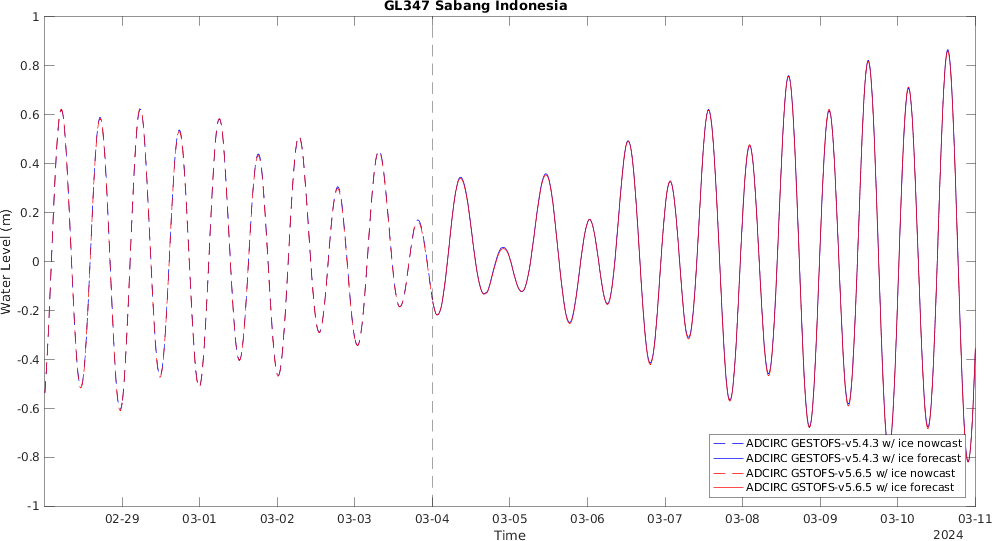 GL347 Sabang Indonesia
1
0.8
0.6
0.4
0.2
0
-0.2
-0.4
-0.6
-0.8
-1
Water Level (m)
ADCIRC GESTOFS-v5.4.3 w/ ice nowcast
ADCIRC GESTOFS-v5.4.3 w/ ice forecast
ADCIRC GSTOFS-v5.6.5 w/ ice nowcast
ADCIRC GSTOFS-v5.6.5 w/ ice forecast
02-29 03-01 03-02 03-03 03-04 03-05 03-06 03-07 03-08 03-09 03-10 03-11
Time
2024